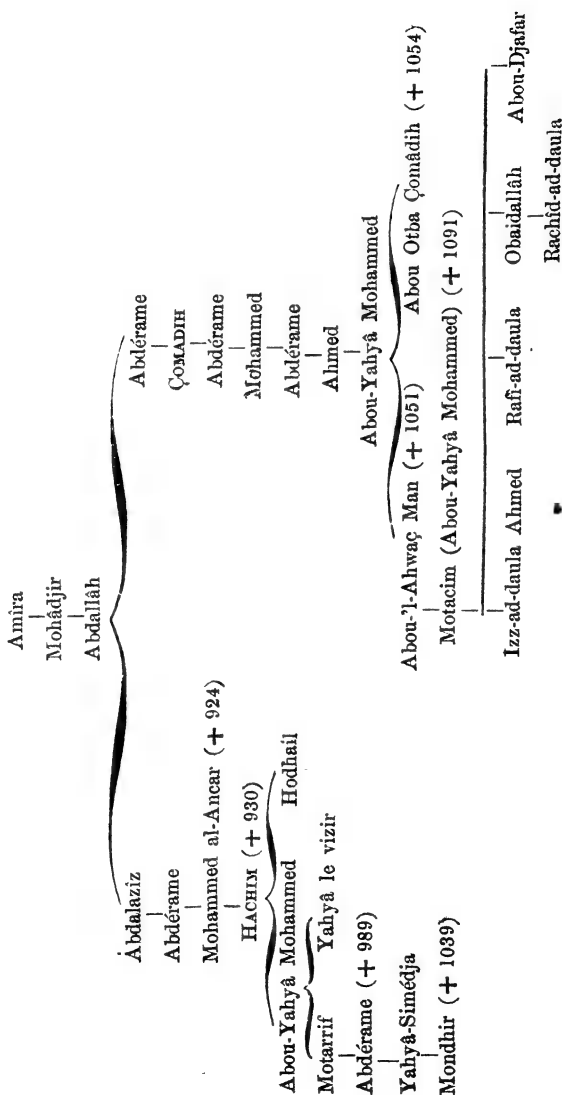 Amîra
Mohâdjir
Abdallâh
Abdalazîz
Abdérame
Mohammed al-Ancar (+ 924)
HACHIM (+ 930)
Abou-Yahyâ Mohammed Hodhail
Motarrif Yahyâ le vizir
Abdérame (+ 989)
Yahyâ-Simédja
Mondhir (+ 1039)
Abdérame
ÇOMADIH
Abdérame
Mohammed
Abdérame
Ahmed
Abou-Yahyâ Mohammed
Abou-'l-Ahwaç Man (+ 1051) Abou Otba Çomâdih (+ 1054)
Motacim (Abou-Yahyâ Mohammed) (+ 1091)
Izz-ad-daula Ahmed Rafî-ad-daula Obaidallâh Abou-Djafar
Rachîd-ad-daula